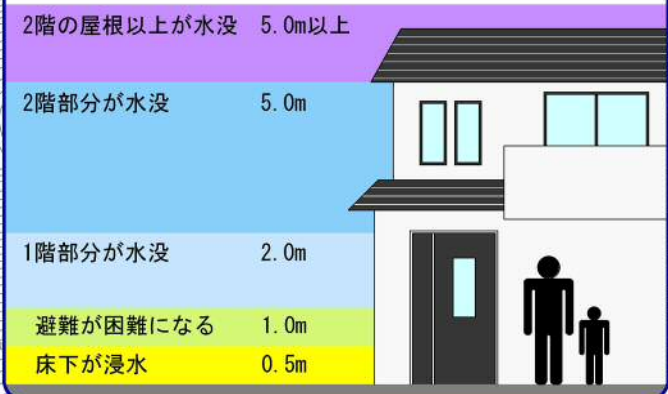 2階の屋根以上が水没 5.0m以上
2階部分が水没 5.0m
1階部分が水没 2.0m
避難が困難になる 1.0m
床下が浸水 0.5m